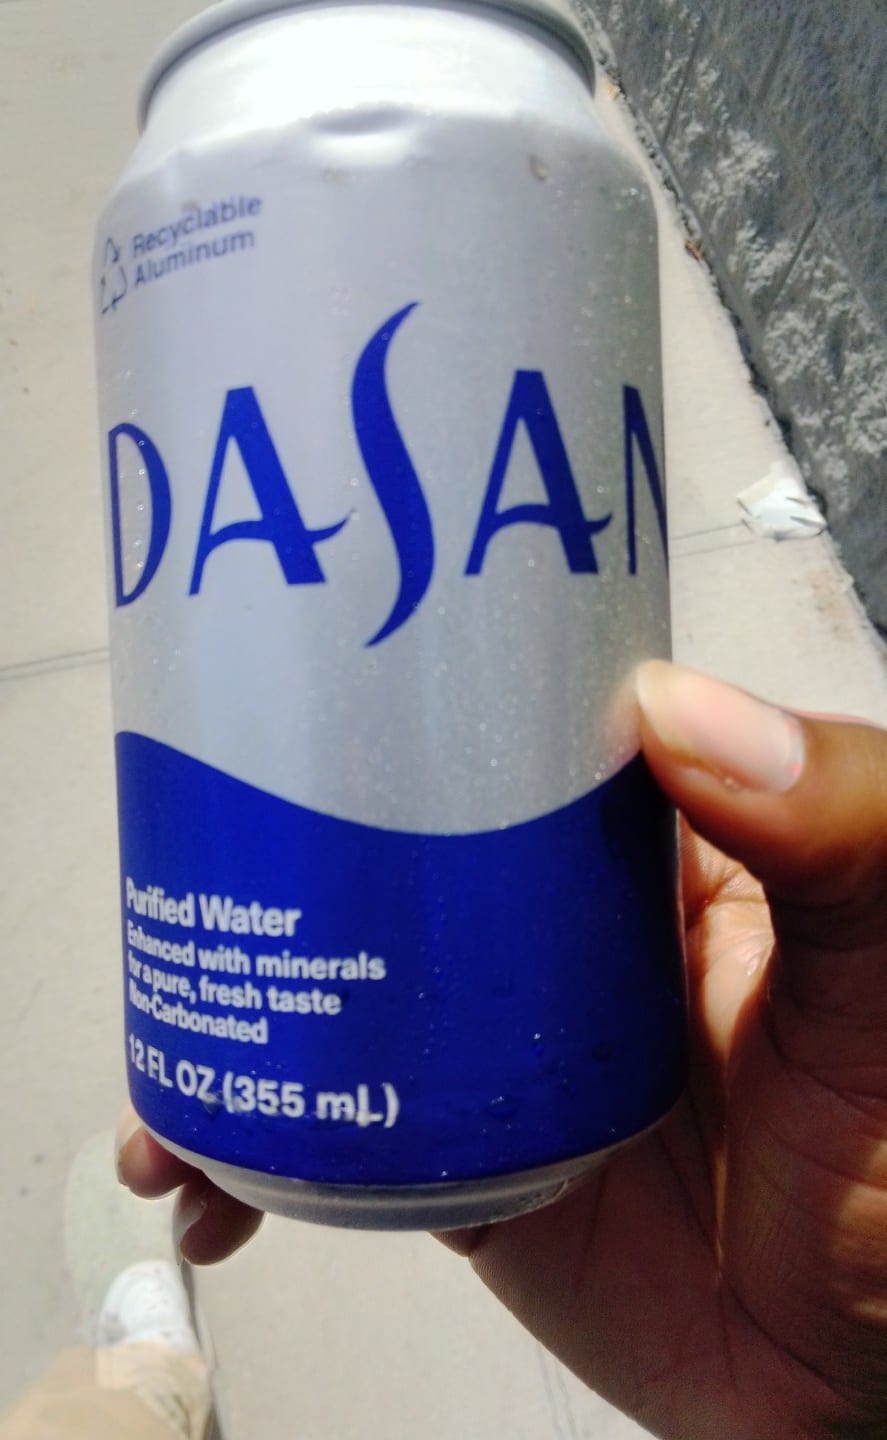 Recyclable
Aluminum
DASAN
Purified Water
Enhanced with minerals
for a pure, fresh taste
Non-Carbonated
12 FL OZ (355 mL)